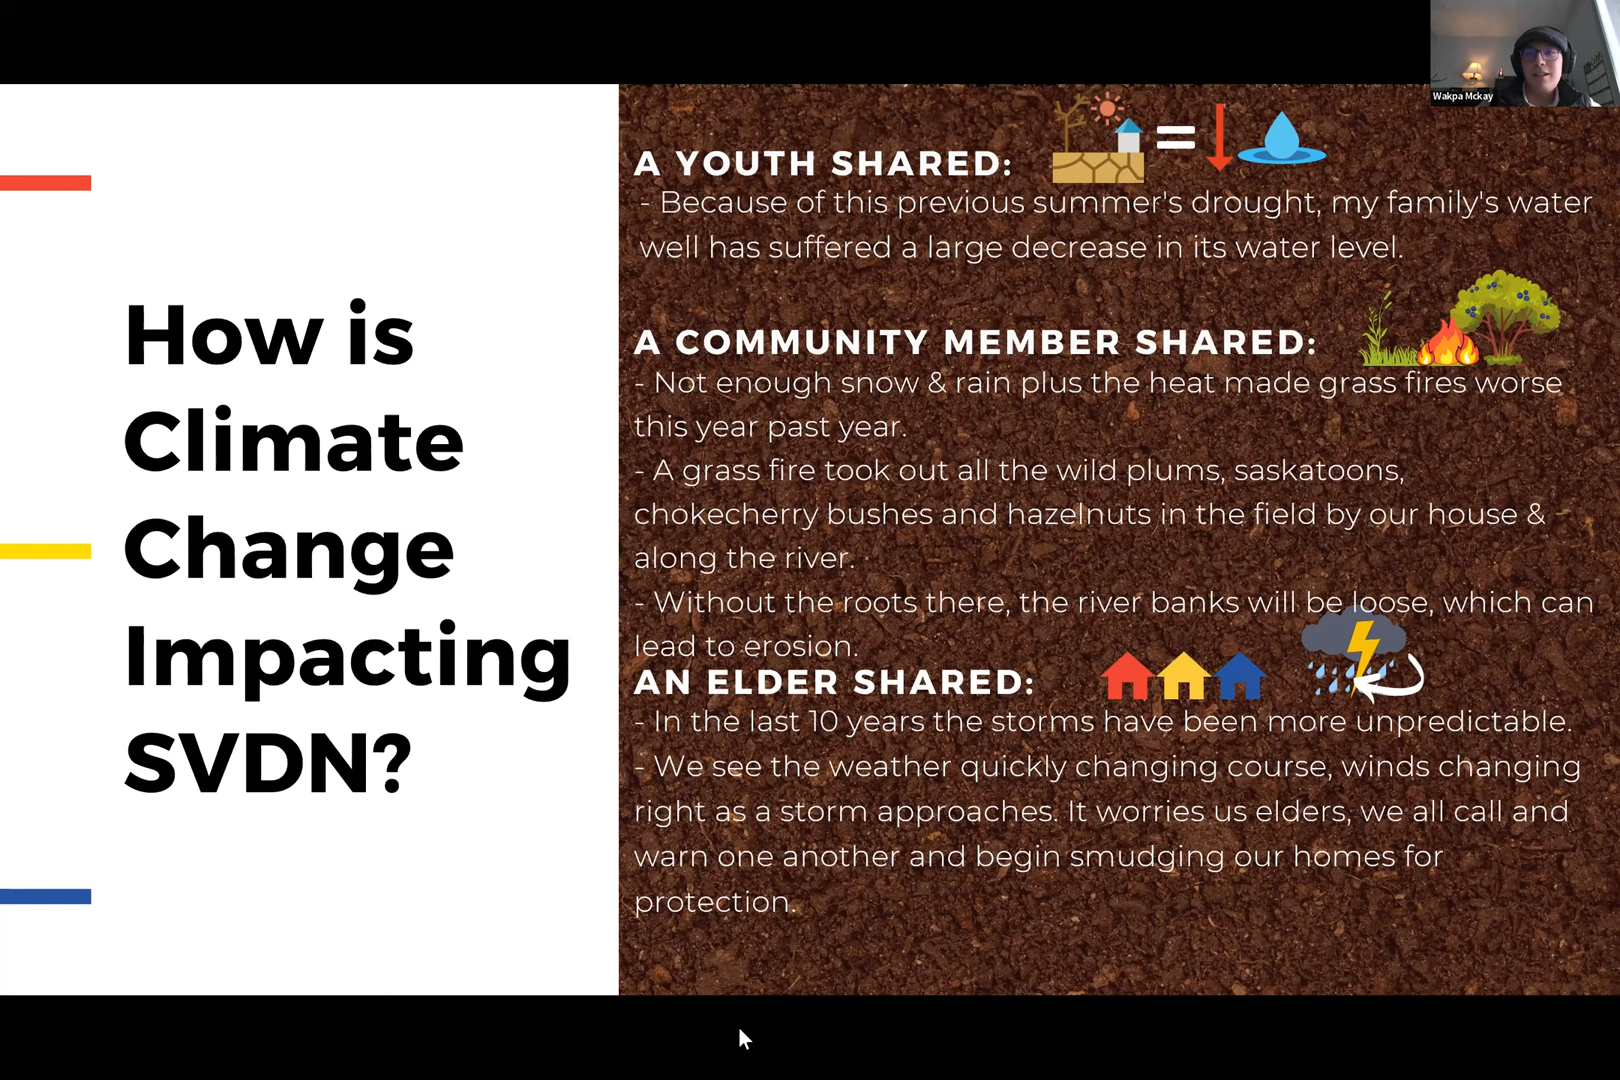 Wakpa Mckay
How is
Climate
Change
Impacting
SVDN?
A YOUTH SHARED:
- Because of this previous summer's drought, my family's water
well has suffered a large decrease in its water level.
A COMMUNITY MEMBER SHARED:
- Not enough snow & rain plus the heat made grass fires worse
this year past year.
- A grass fire took out all the wild plums, saskatoons,
chokecherry bushes and hazelnuts in the field by our house &
along the river.
- Without the roots there, the river banks will be loose, which can
lead to erosion.
AN ELDER SHARED:
- In the last 10 years the storms have been more unpredictable.
- We see the weather quickly changing course, winds changing
right as a storm approaches. It worries us elders, we all call and
warn one another and begin smudging our homes for
protection.